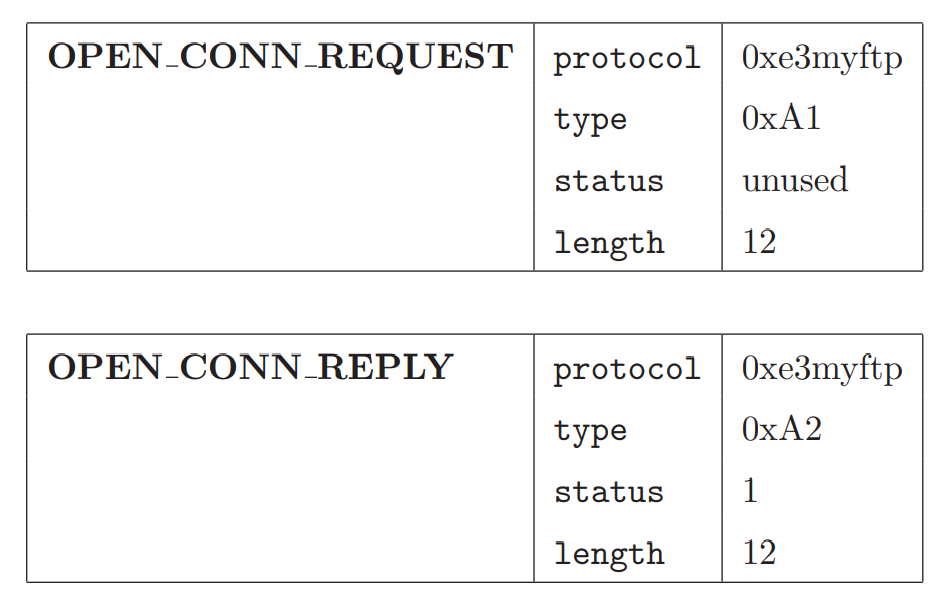 OPEN_CONN_REQUEST protocol 0xe3myftp
type 0xA1
status unused
length 12
OPEN_CONN_REPLY protocol 0xe3myftp
type 0xA2
status 1
length 12